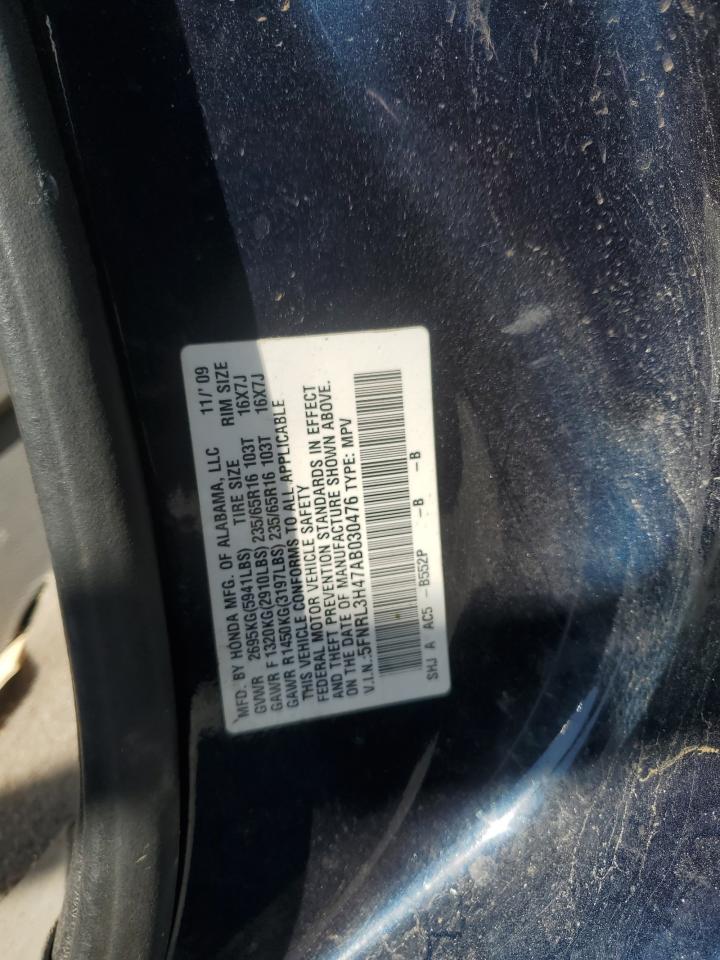 MFD. BY HONDA MFG. OF ALABAMA, LLC 11/'09
GVWR 2695KG(5941LBS) TIRE SIZE RIM SIZE
GAWR F 1320KG(2910LBS) 235/65R16 103T 16X7J
GAWR R 1450KG(3197LBS) 235/65R16 103T 16X7J
THIS VEHICLE CONFORMS TO ALL APPLICABLE
FEDERAL MOTOR VEHICLE SAFETY
AND THEFT PREVENTION STANDARDS IN EFFECT
ON THE DATE OF MANUFACTURE SHOWN ABOVE.
V.I.N.:5FNRL3H47AB030476 TYPE: MPV
SHJ A AC5 -B552P -B -B